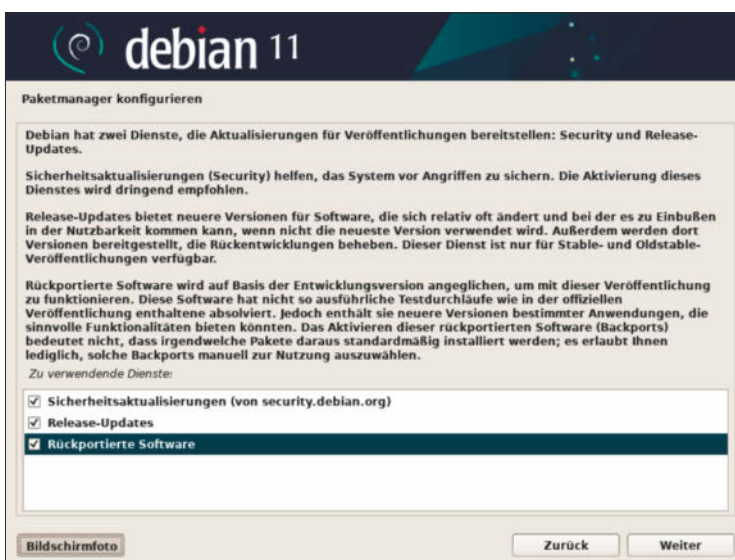 debian 11
Paketmanager konfigurieren
Debian hat zwei Dienste, die Aktualisierungen für Veröffentlichungen bereitstellen: Security und Release-
Updates.
Sicherheitsaktualisierungen (Security) helfen, das System vor Angriffen zu sichern. Die Aktivierung dieses
Dienstes wird dringend empfohlen.
Release-Updates bietet neuere Versionen für Software, die sich relativ oft ändert und bei der es zu Einbußen
in der Nutzbarkeit kommen kann, wenn nicht die neueste Version verwendet wird. Außerdem werden dort
Versionen bereitgestellt, die Rückentwicklungen beheben. Dieser Dienst ist nur für Stable- und Oldstable-
Veröffentlichungen verfügbar.
Rückportierte Software wird auf Basis der Entwicklungsversion angeglichen, um mit dieser Veröffentlichung
zu funktionieren. Diese Software hat nicht so ausführliche Testdurchläufe wie in der offiziellen
Veröffentlichung enthaltene absolviert. Jedoch enthält sie neuere Versionen bestimmter Anwendungen, die
sinnvolle Funktionalitäten bieten könnten. Das Aktivieren dieser rückportierten Software (Backports)
bedeutet nicht, dass irgendwelche Pakete daraus standardmäßig installiert werden; es erlaubt Ihnen
lediglich, solche Backports manuell zur Nutzung auszuwählen.
Zu verwendende Dienste:
Sicherheitsaktualisierungen (von security.debian.org)
Release-Updates
Rückportierte Software
Bildschirmfoto Zurück Weiter